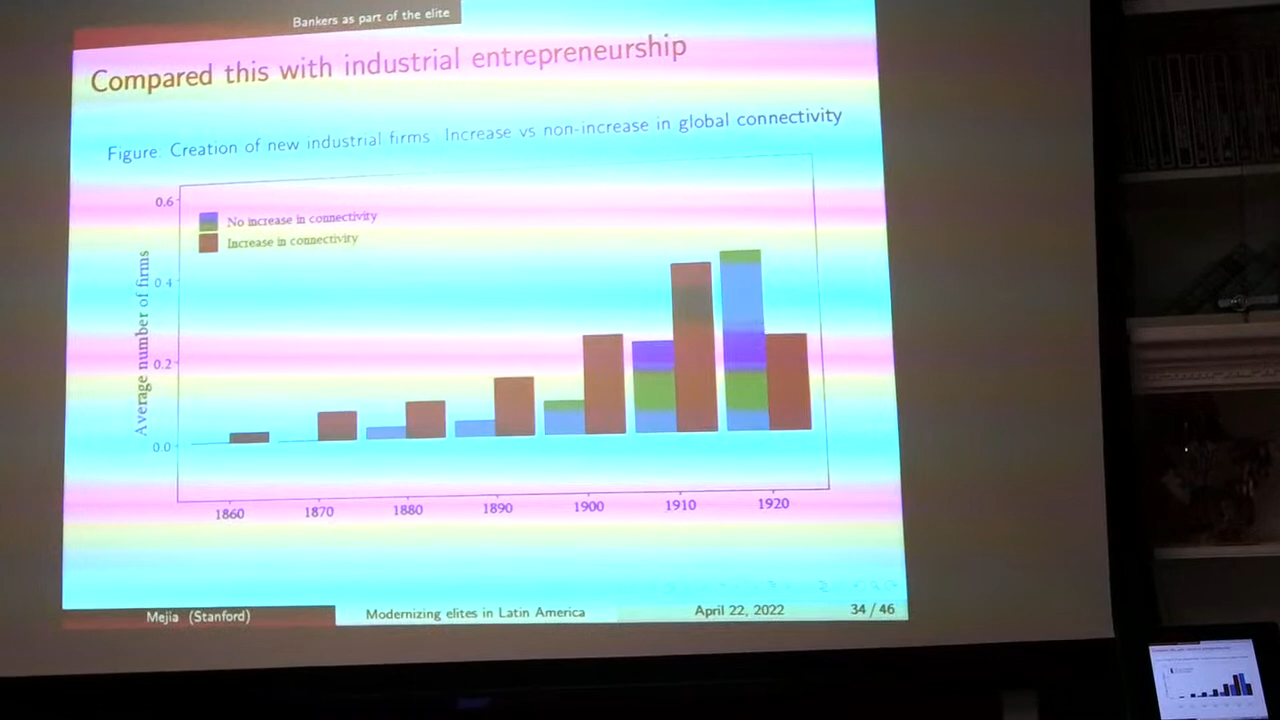 Bankers as part of the elite
Compared this with industrial entrepreneurship
Figure. Creation of new industrial firms Increase vs non-increase in global connectivity
No increase in connectivity
Increase in connectivity
Average number of firms
0.6
0.4
0.2
0.0
1860 1870 1880 1890 1900 1910 1920
Mejia (Stanford) Modernizing elites in Latin America April 22, 2022 34 / 46